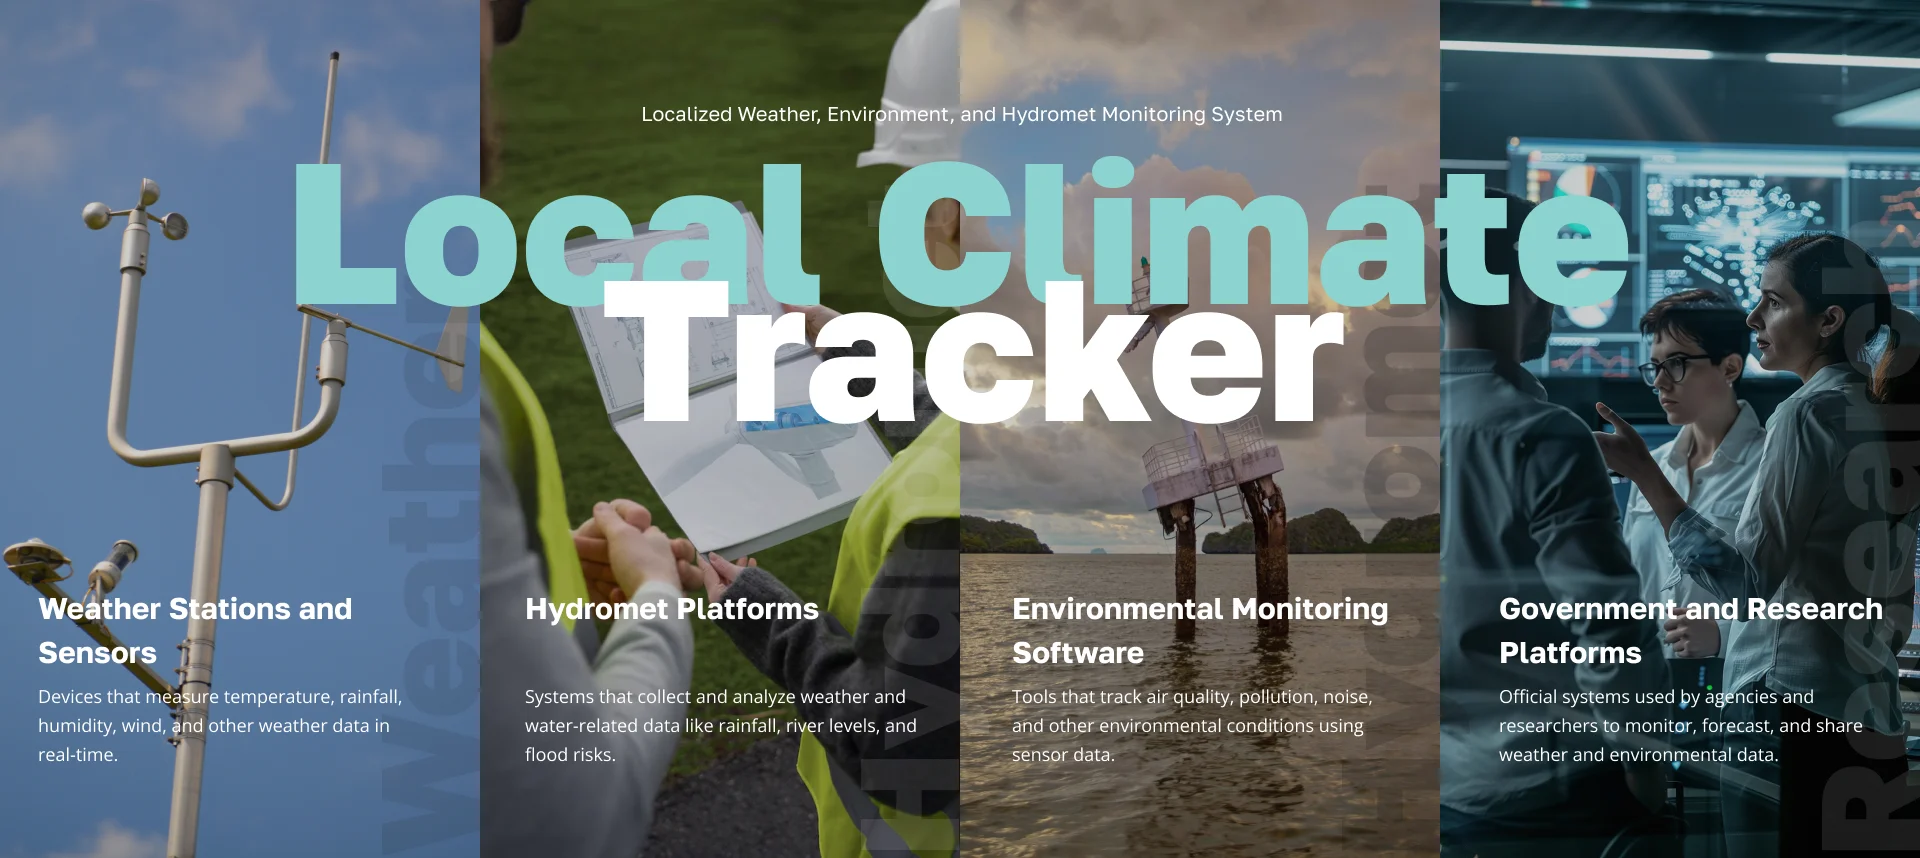 Localized Weather, Environment, and Hydromet Monitoring System
Local Climate
Tracker
Weather
Weather Stations and
Sensors
Devices that measure temperature, rainfall,
humidity, wind, and other weather data in
real-time.
Hydromet
Hydromet Platforms
Systems that collect and analyze weather and
water-related data like rainfall, river levels, and
flood risks.
Hydromet
Environmental Monitoring
Software
Tools that track air quality, pollution, noise,
and other environmental conditions using
sensor data.
Research
Government and Research
Platforms
Official systems used by agencies and
researchers to monitor, forecast, and share
weather and environmental data.